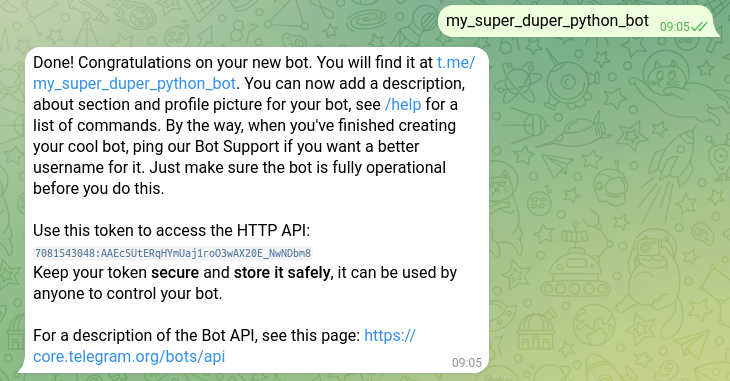 my_super_duper_python_bot 09:05
Done! Congratulations on your new bot. You will find it at t.me/
my_super_duper_python_bot. You can now add a description,
about section and profile picture for your bot, see /help for a
list of commands. By the way, when you've finished creating
your cool bot, ping our Bot Support if you want a better
username for it. Just make sure the bot is fully operational
before you do this.
Use this token to access the HTTP API:
7081543048:AAEcSUtERqHYmUaj1roO3wAX20E_NwNDbm8
Keep your token secure and store it safely, it can be used by
anyone to control your bot.
For a description of the Bot API, see this page: https://
core.telegram.org/bots/api 09:05